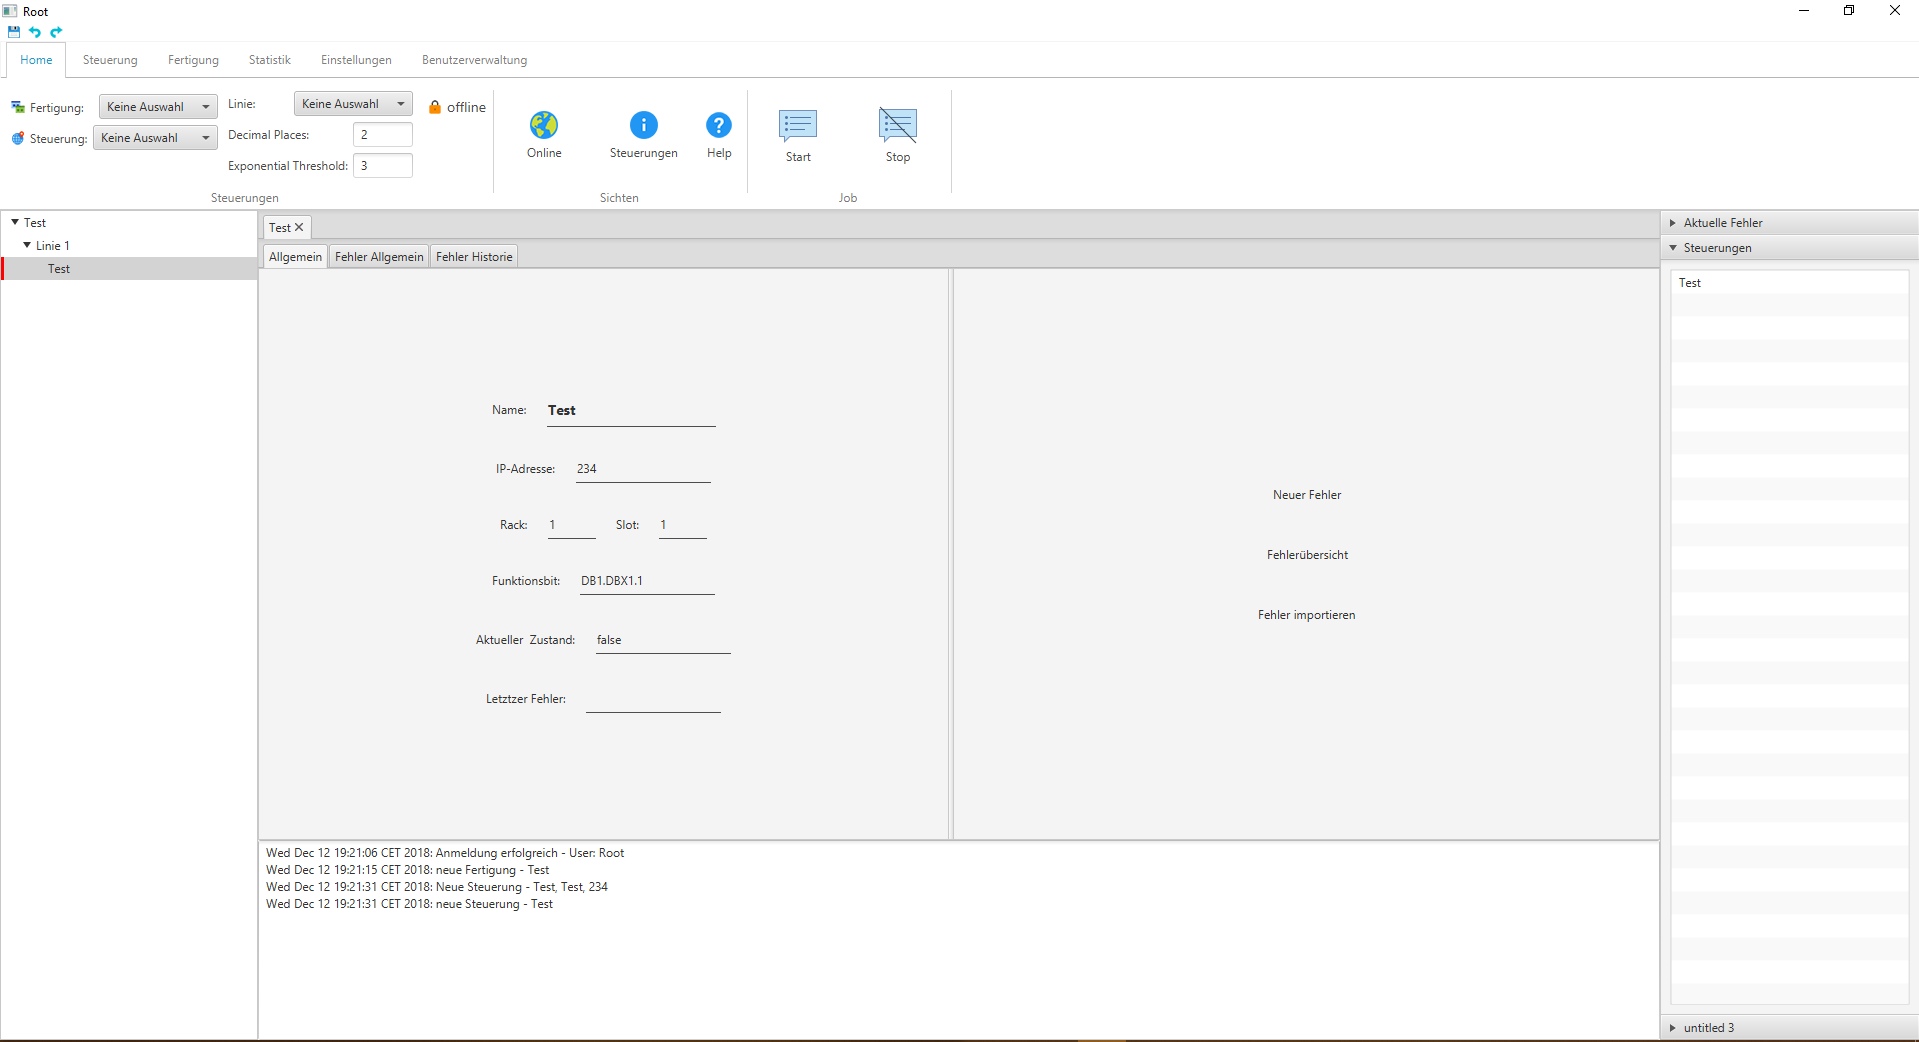 Root
Home Steuerung Fertigung Statistik Einstellungen Benutzerverwaltung
Fertigung: Keine Auswahl Linie: Keine Auswahl offline
Steuerung: Keine Auswahl Decimal Places: 2
Exponential Threshold: 3
Online Steuerungen Help Start Stop
Steuerungen Sichten Job
Test
Linie 1
Test
Test
Allgemein Fehler Allgemein Fehler Historie
Name: Test
IP-Adresse: 234
Rack: 1 Slot: 1
Funktionsbit: DB1.DBX1.1
Aktueller Zustand: false
Letztzer Fehler:
Neuer Fehler
Fehlerübersicht
Fehler importieren
Wed Dec 12 19:21:06 CET 2018: Anmeldung erfolgreich - User: Root
Wed Dec 12 19:21:15 CET 2018: neue Fertigung - Test
Wed Dec 12 19:21:31 CET 2018: Neue Steuerung - Test, Test, 234
Wed Dec 12 19:21:31 CET 2018: neue Steuerung - Test
Aktuelle Fehler
Steuerungen
Test
untitled 3